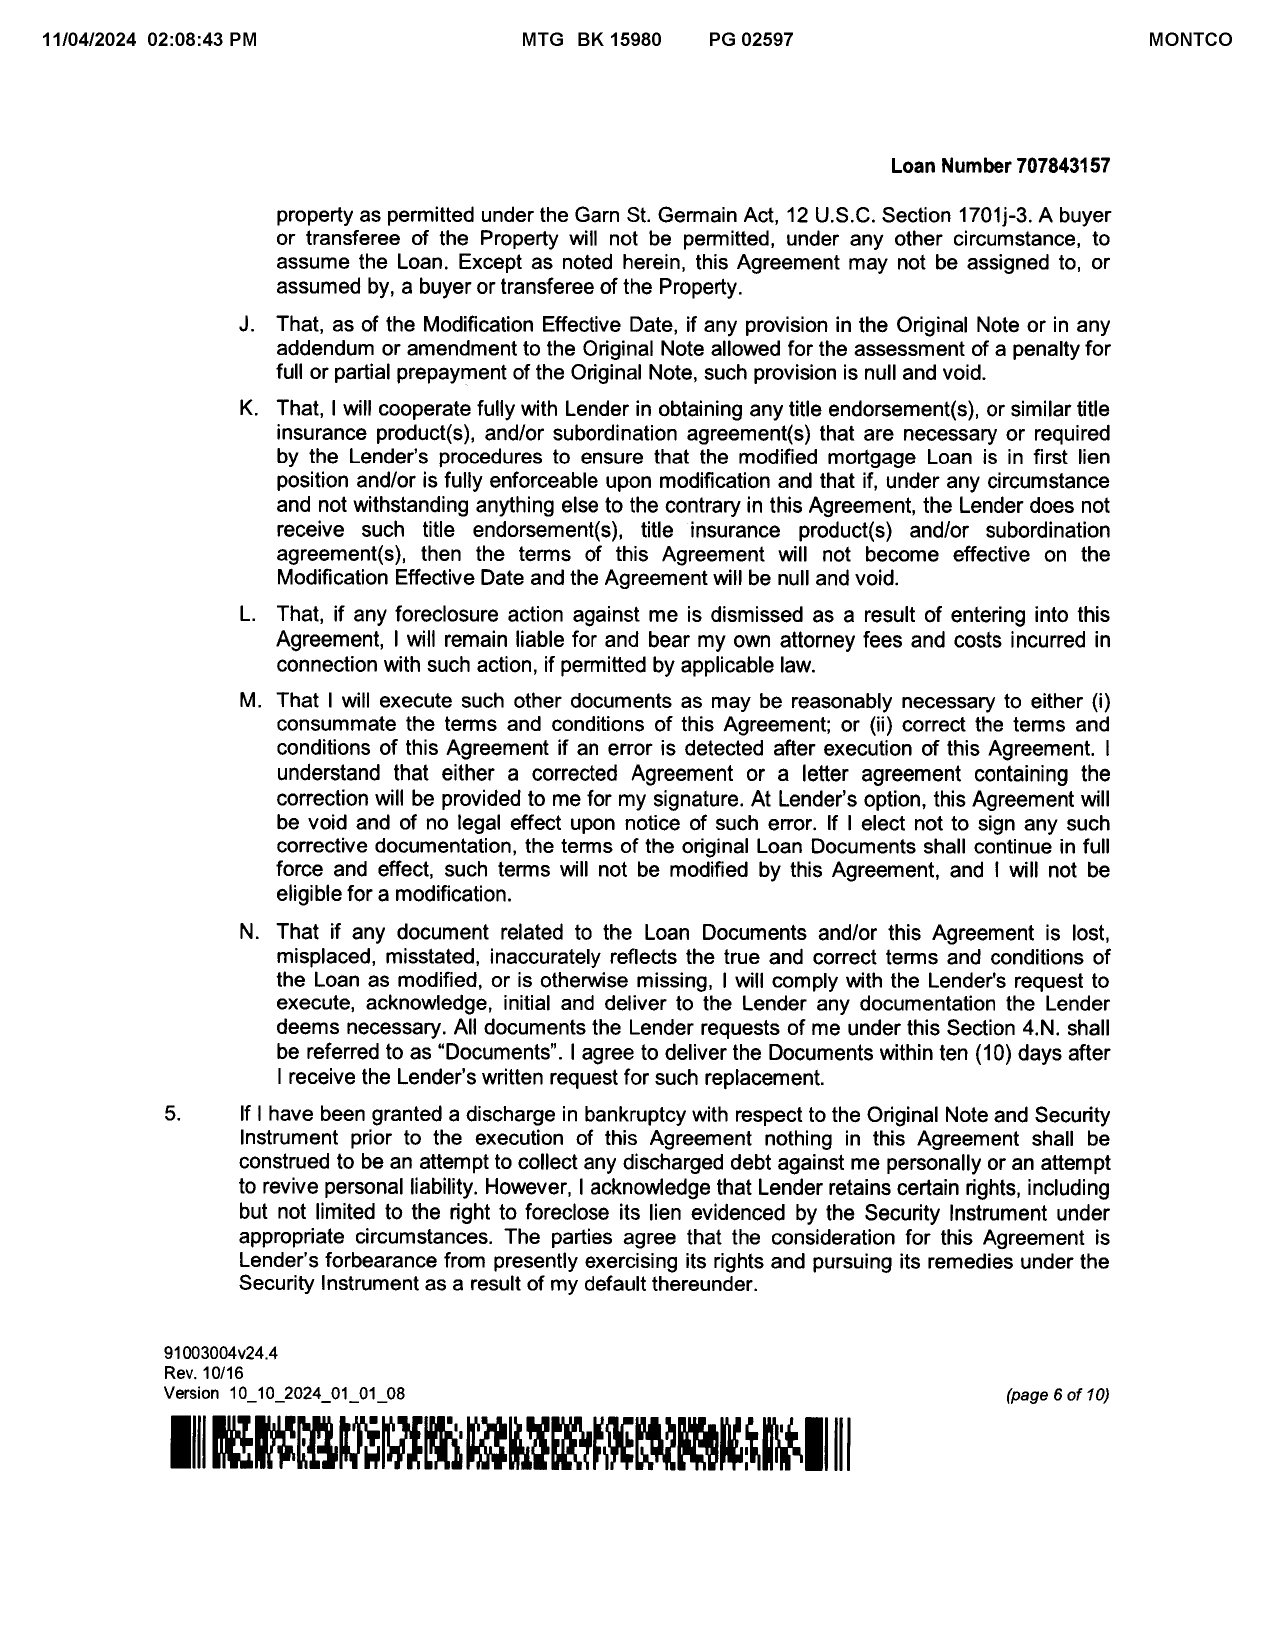 11/04/2024 02:08:43 PM MTG BK 15980 PG 02597 MONTCO
Loan Number 707843157
property as permitted under the Garn St. Germain Act, 12 U.S.C. Section 1701j-3. A buyer
or transferee of the Property will not be permitted, under any other circumstance, to
assume the Loan. Except as noted herein, this Agreement may not be assigned to, or
assumed by, a buyer or transferee of the Property.
J. That, as of the Modification Effective Date, if any provision in the Original Note or in any
addendum or amendment to the Original Note allowed for the assessment of a penalty for
full or partial prepayment of the Original Note, such provision is null and void.
K. That, I will cooperate fully with Lender in obtaining any title endorsement(s), or similar title
insurance product(s), and/or subordination agreement(s) that are necessary or required
by the Lender's procedures to ensure that the modified mortgage Loan is in first lien
position and/or is fully enforceable upon modification and that if, under any circumstance
and not withstanding anything else to the contrary in this Agreement, the Lender does not
receive such title endorsement(s), title insurance product(s) and/or subordination
agreement(s), then the terms of this Agreement will not become effective on the
Modification Effective Date and the Agreement will be null and void.
L. That, if any foreclosure action against me is dismissed as a result of entering into this
Agreement, I will remain liable for and bear my own attorney fees and costs incurred in
connection with such action, if permitted by applicable law.
M. That I will execute such other documents as may be reasonably necessary to either (i)
consummate the terms and conditions of this Agreement; or (ii) correct the terms and
conditions of this Agreement if an error is detected after execution of this Agreement. I
understand that either a corrected Agreement or a letter agreement containing the
correction will be provided to me for my signature. At Lender's option, this Agreement will
be void and of no legal effect upon notice of such error. If I elect not to sign any such
corrective documentation, the terms of the original Loan Documents shall continue in full
force and effect, such terms will not be modified by this Agreement, and I will not be
eligible for a modification.
N. That if any document related to the Loan Documents and/or this Agreement is lost,
misplaced, misstated, inaccurately reflects the true and correct terms and conditions of
the Loan as modified, or is otherwise missing, I will comply with the Lender's request to
execute, acknowledge, initial and deliver to the Lender any documentation the Lender
deems necessary. All documents the Lender requests of me under this Section 4.N. shall
be referred to as “Documents”. I agree to deliver the Documents within ten (10) days after
I receive the Lender's written request for such replacement.
5. If I have been granted a discharge in bankruptcy with respect to the Original Note and Security
Instrument prior to the execution of this Agreement nothing in this Agreement shall be
construed to be an attempt to collect any discharged debt against me personally or an attempt
to revive personal liability. However, I acknowledge that Lender retains certain rights, including
but not limited to the right to foreclose its lien evidenced by the Security Instrument under
appropriate circumstances. The parties agree that the consideration for this Agreement is
Lender's forbearance from presently exercising its rights and pursuing its remedies under the
Security Instrument as a result of my default thereunder.
91003004v24.4
Rev. 10/16
Version 10_10_2024_01_01_08 (page 6 of 10)